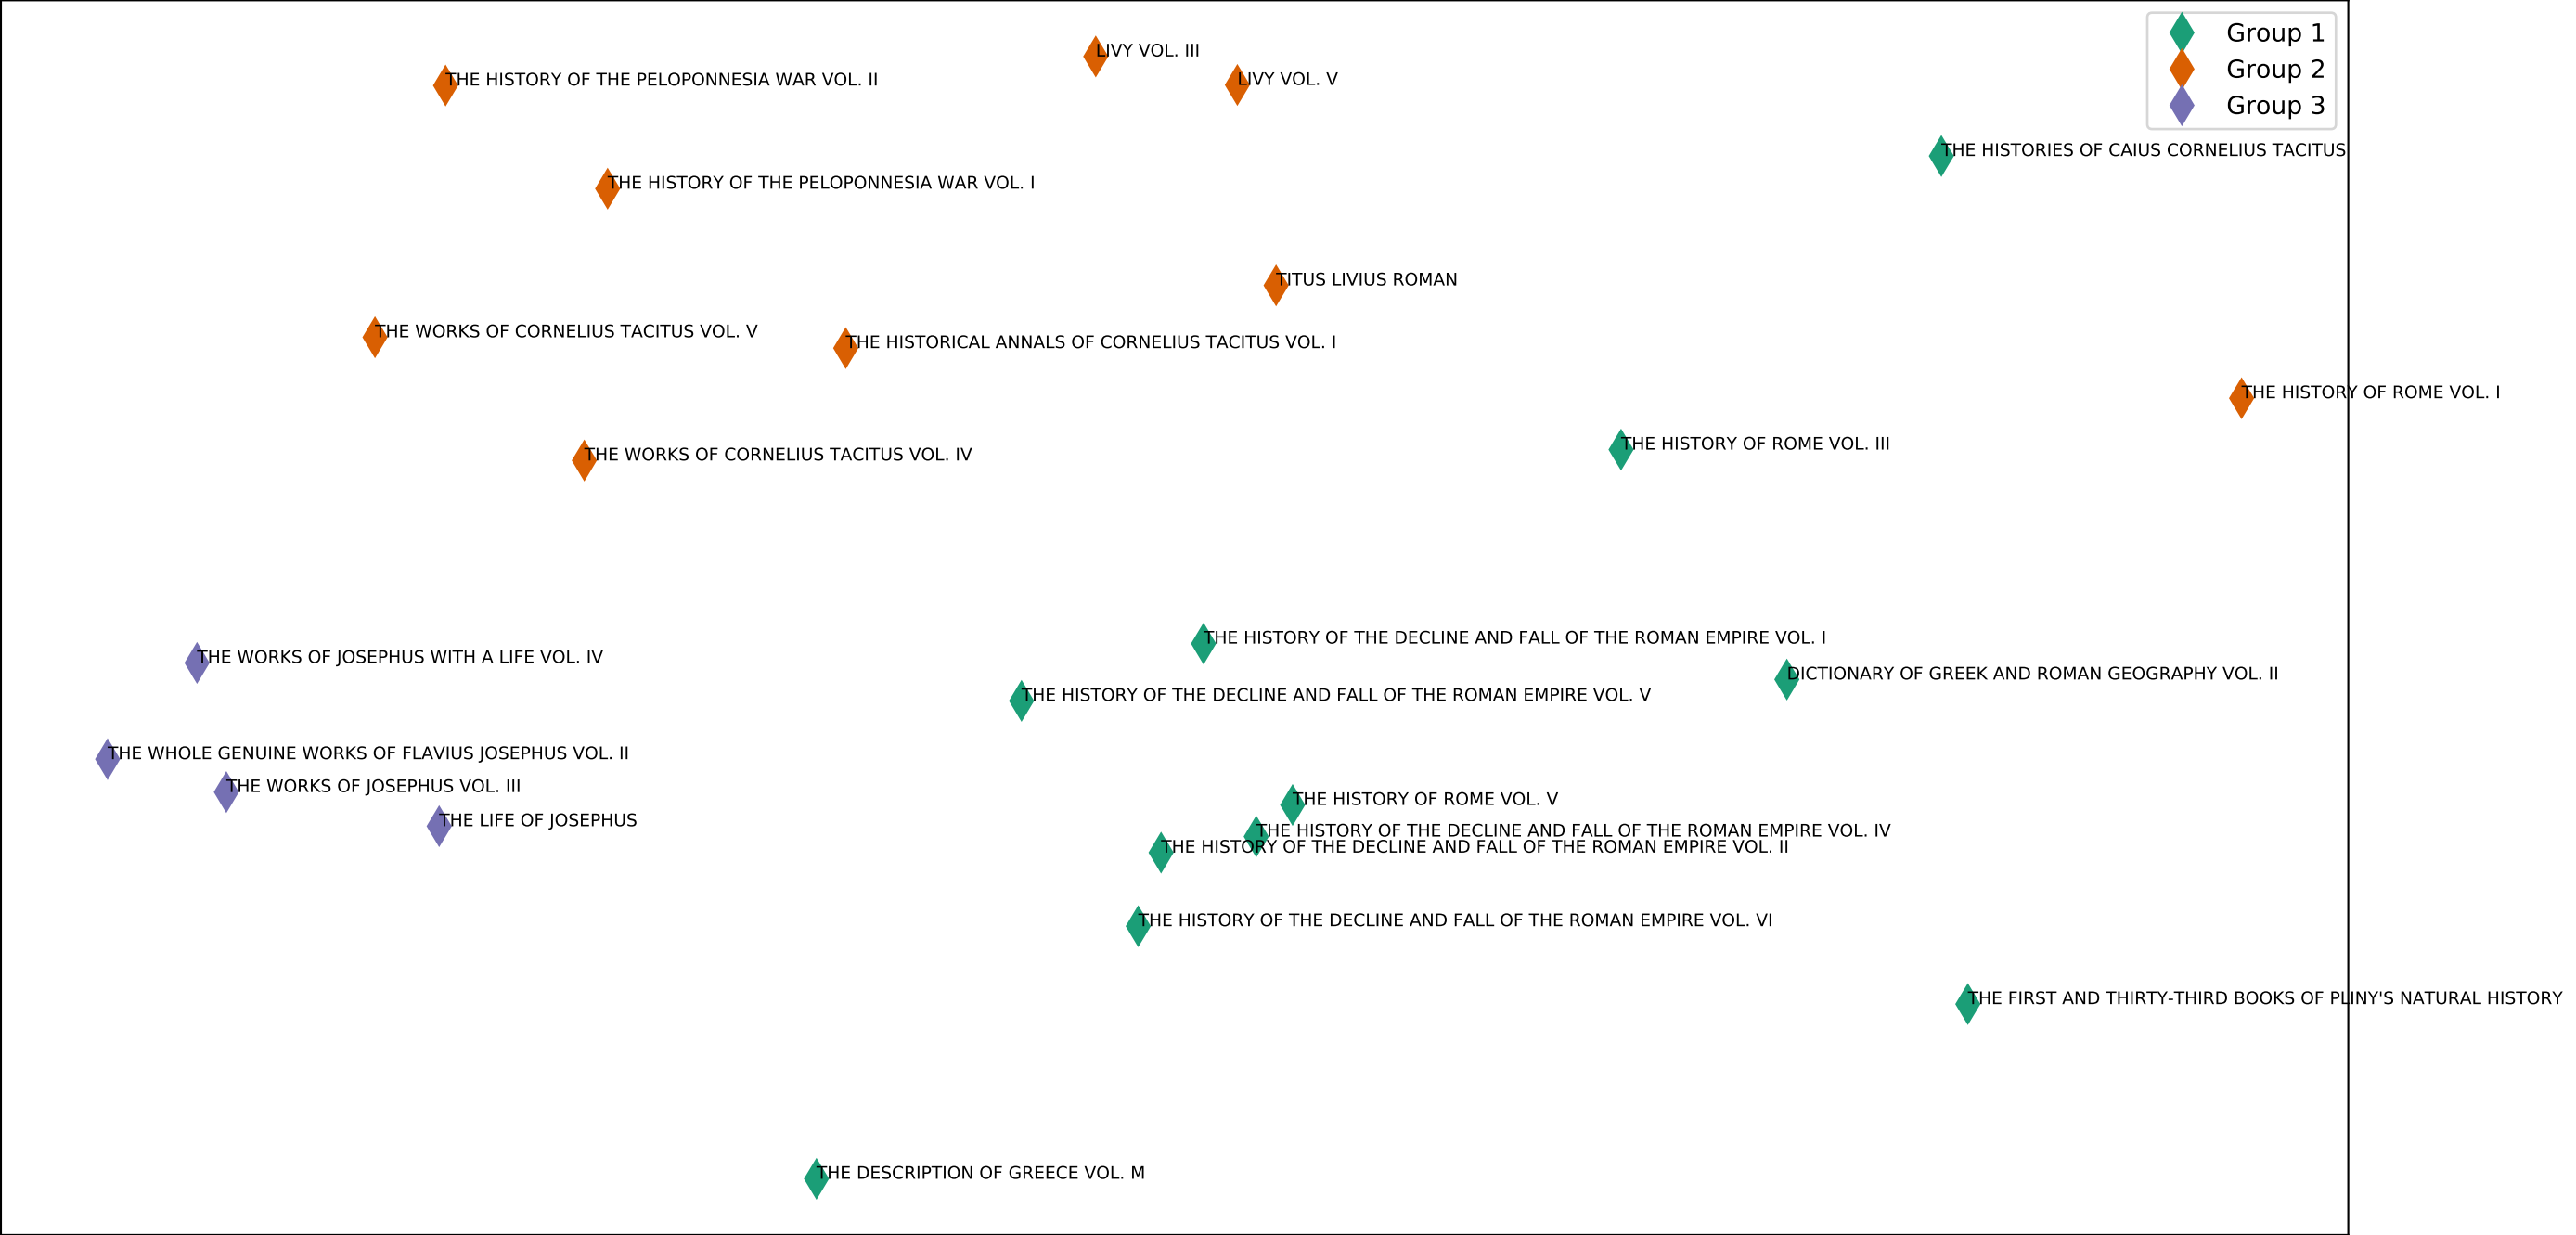 LIVY VOL. III
THE HISTORY OF THE PELOPONNESIA WAR VOL. II
LIVY VOL. V
Group 1
Group 2
Group 3
THE HISTORIES OF CAIUS CORNELIUS TACITUS
THE HISTORY OF THE PELOPONNESIA WAR VOL. I
TITUS LIVIUS ROMAN
THE WORKS OF CORNELIUS TACITUS VOL. V
THE HISTORICAL ANNALS OF CORNELIUS TACITUS VOL. I
THE HISTORY OF ROME VOL. I
THE HISTORY OF ROME VOL. III
THE WORKS OF CORNELIUS TACITUS VOL. IV
THE HISTORY OF THE DECLINE AND FALL OF THE ROMAN EMPIRE VOL. I
THE WORKS OF JOSEPHUS WITH A LIFE VOL. IV
DICTIONARY OF GREEK AND ROMAN GEOGRAPHY VOL. II
THE HISTORY OF THE DECLINE AND FALL OF THE ROMAN EMPIRE VOL. V
THE WHOLE GENUINE WORKS OF FLAVIUS JOSEPHUS VOL. II
THE WORKS OF JOSEPHUS VOL. III
THE HISTORY OF ROME VOL. V
THE LIFE OF JOSEPHUS
THE HISTORY OF THE DECLINE AND FALL OF THE ROMAN EMPIRE VOL. IV
THE HISTORY OF THE DECLINE AND FALL OF THE ROMAN EMPIRE VOL. II
THE HISTORY OF THE DECLINE AND FALL OF THE ROMAN EMPIRE VOL. VI
THE FIRST AND THIRTY-THIRD BOOKS OF PLINY'S NATURAL HISTORY
THE DESCRIPTION OF GREECE VOL. M